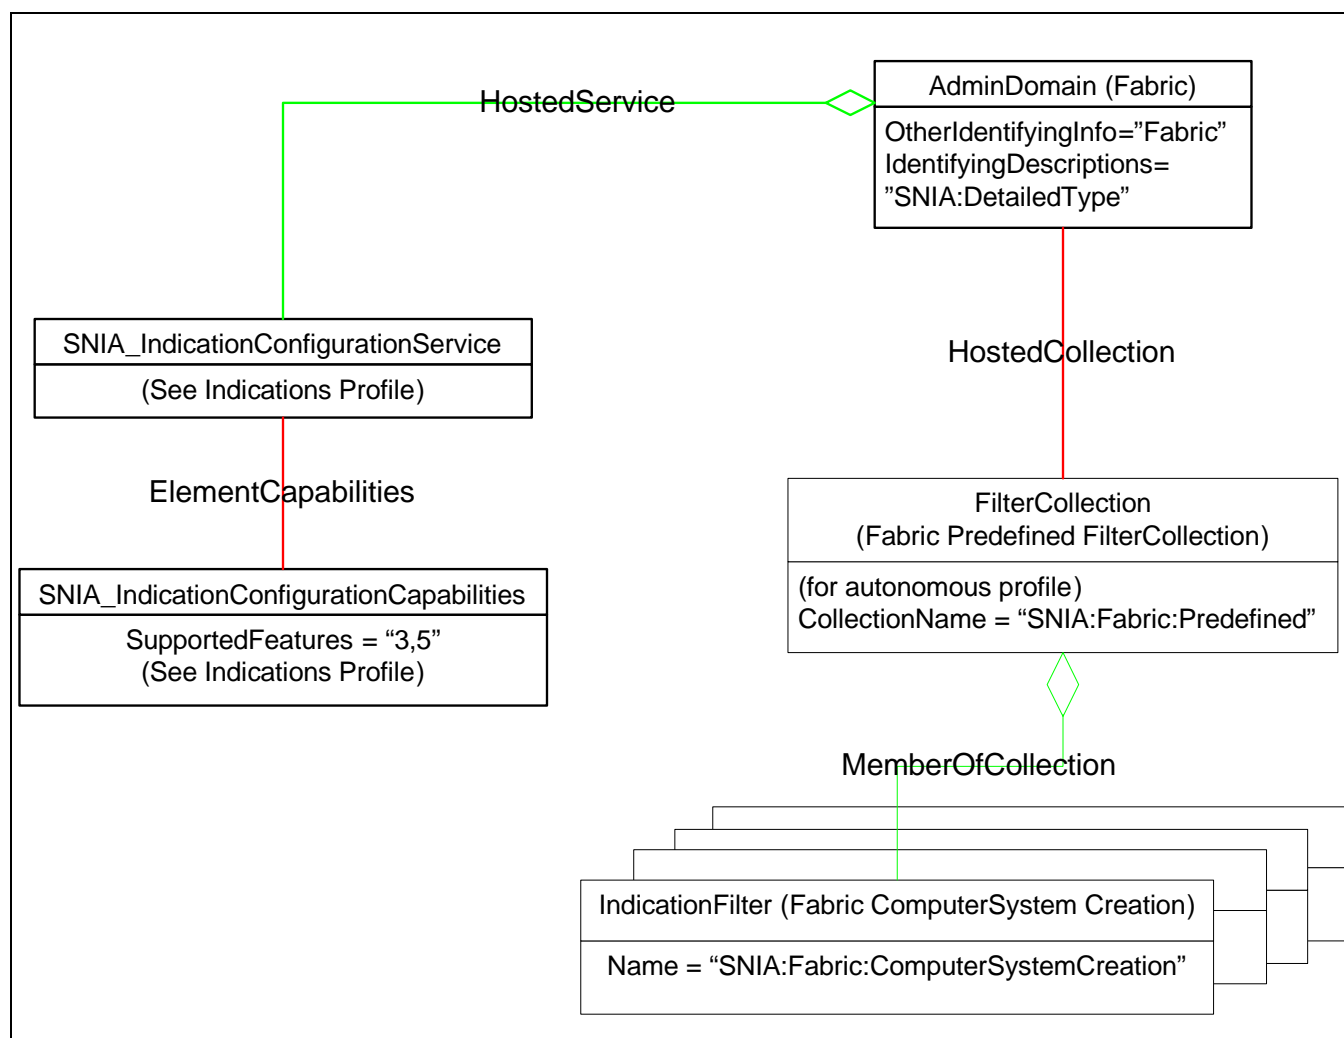 HostedService
AdminDomain (Fabric)
OtherIdentifyingInfo=”Fabric”
IdentifyingDescriptions=
”SNIA:DetailedType”
SNIA_IndicationConfigurationService
(See Indications Profile)
HostedCollection
ElementCapabilities
FilterCollection
(Fabric Predefined FilterCollection)
(for autonomous profile)
CollectionName = “SNIA:Fabric:Predefined”
SNIA_IndicationConfigurationCapabilities
SupportedFeatures = “3,5”
(See Indications Profile)
MemberOfCollection
IndicationFilter (Fabric ComputerSystem Creation)
Name = “SNIA:Fabric:ComputerSystemCreation”